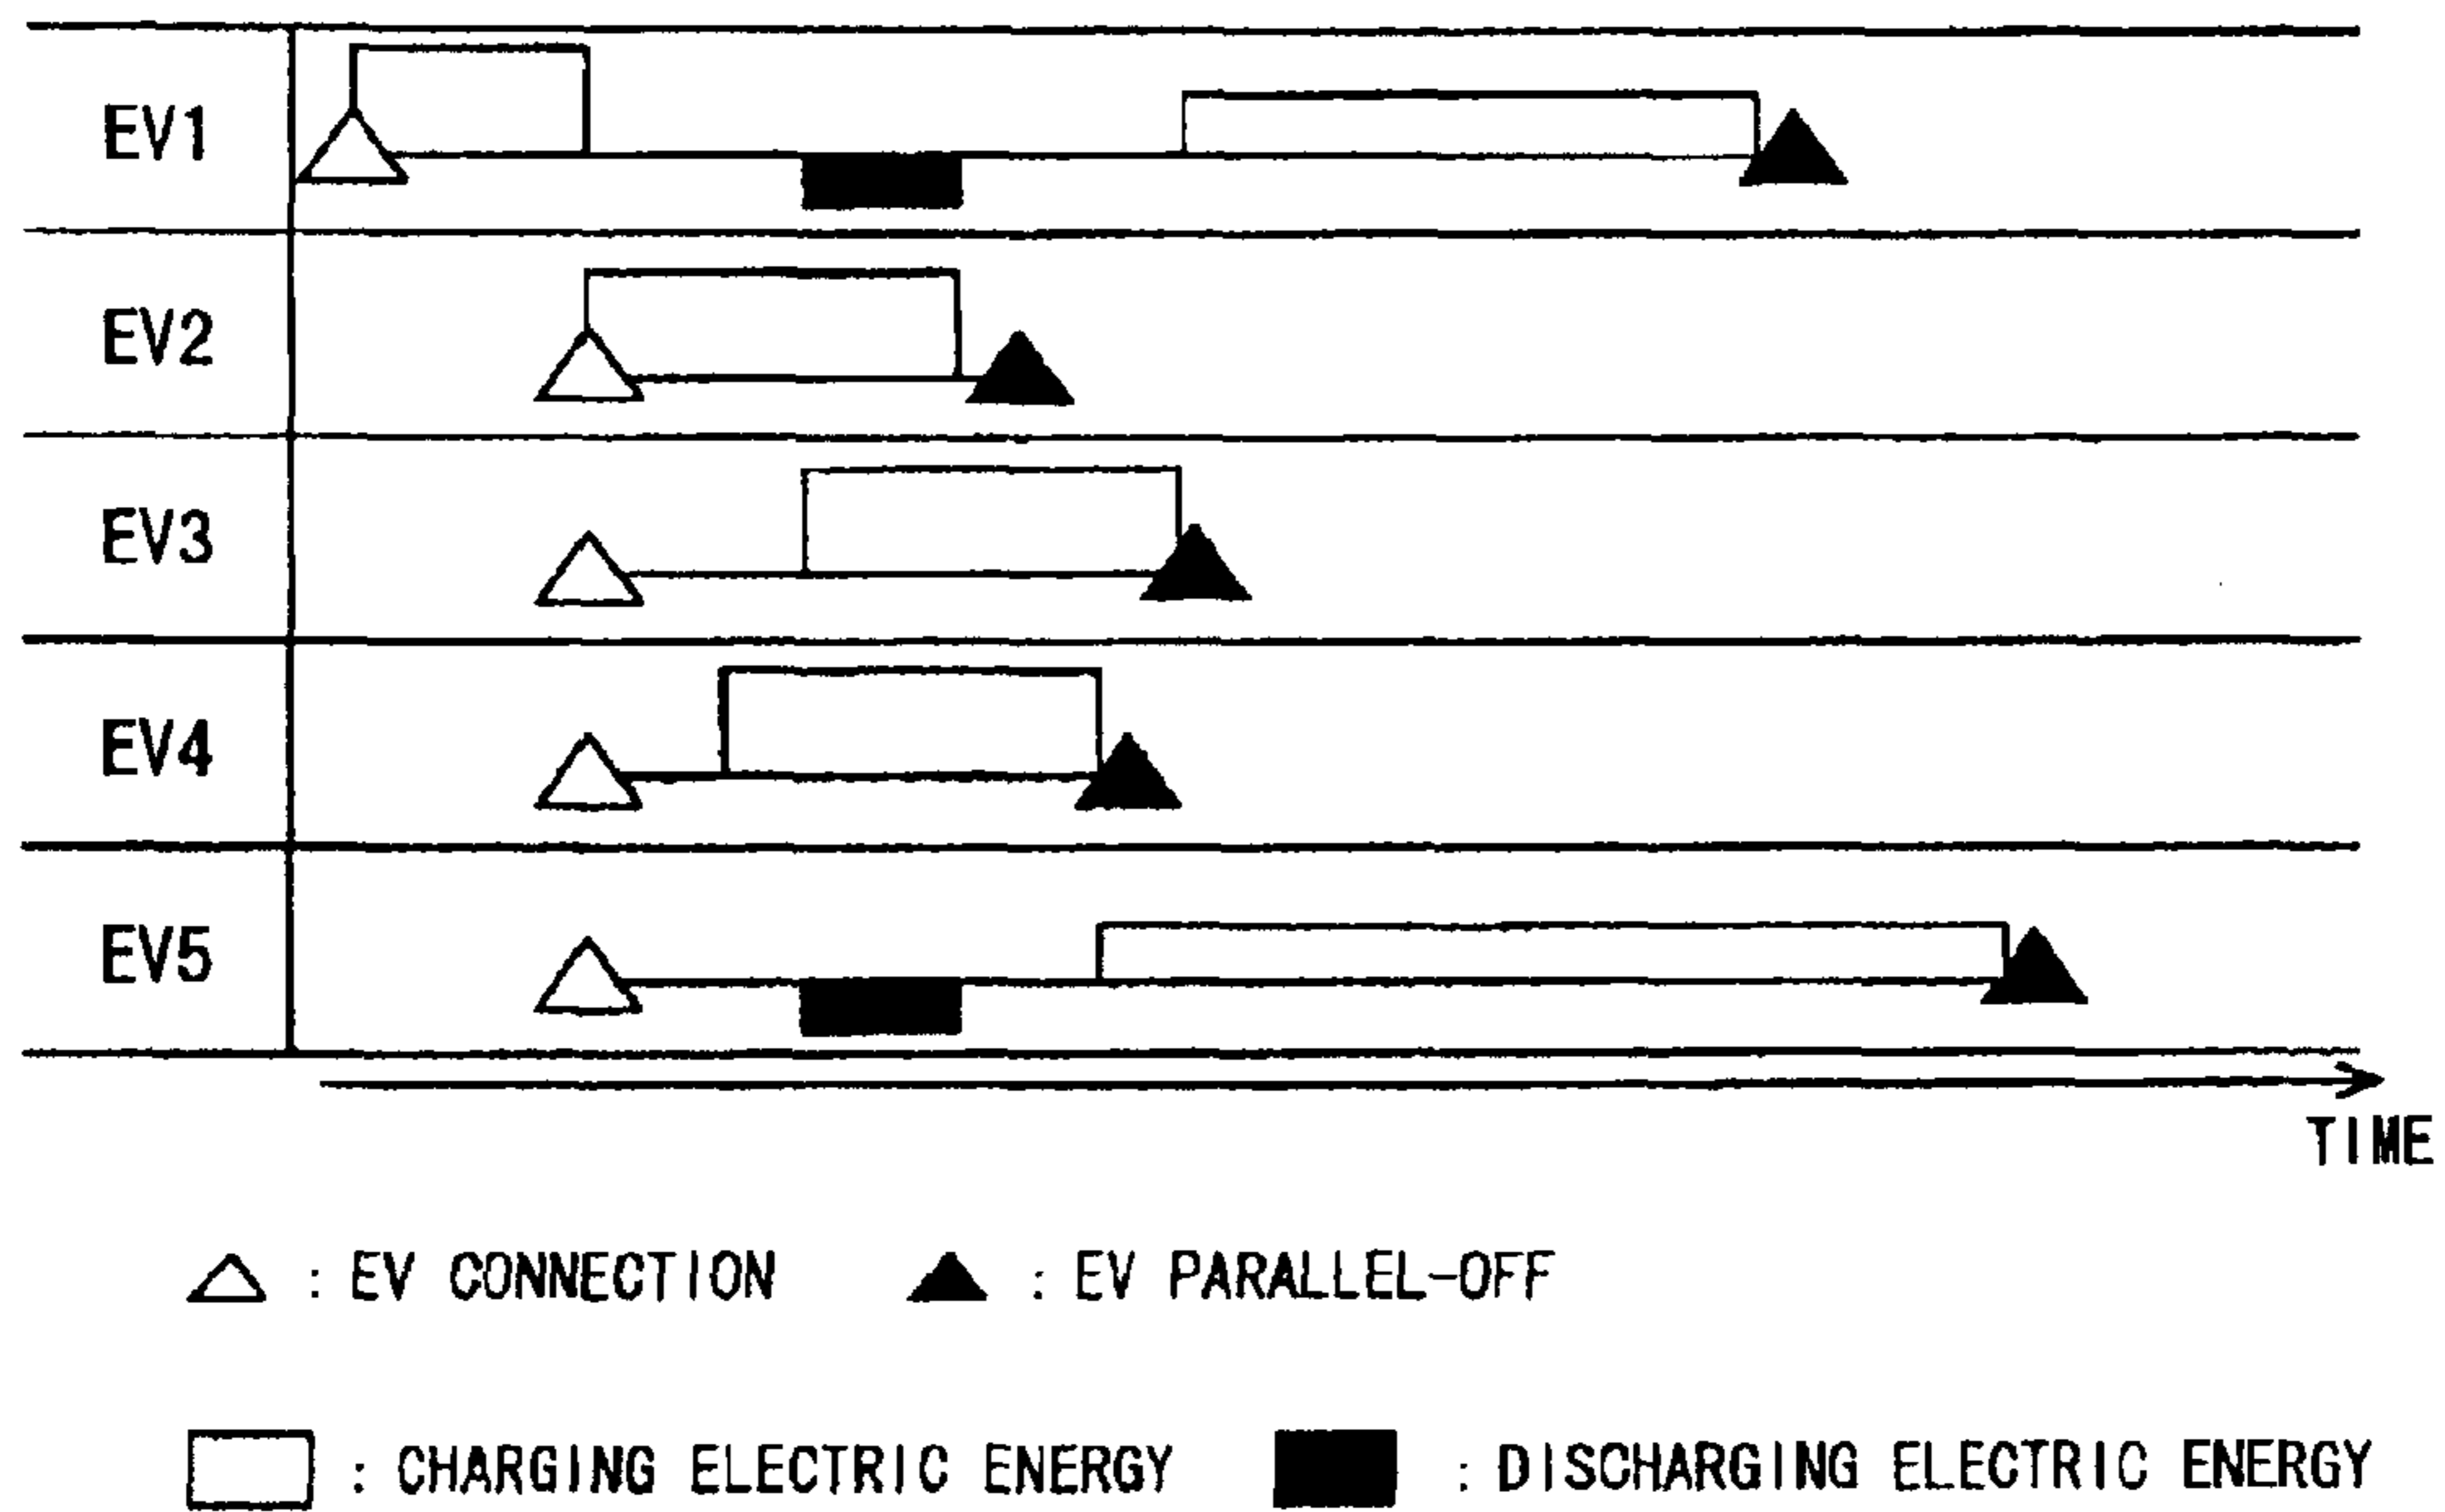 EV1
EV2
EV3
EV4
EV5
TIME
: EV CONNECTION : EV PARALLEL-OFF
: CHARGING ELECTRIC ENERGY : DISCHARGING ELECTRIC ENERGY